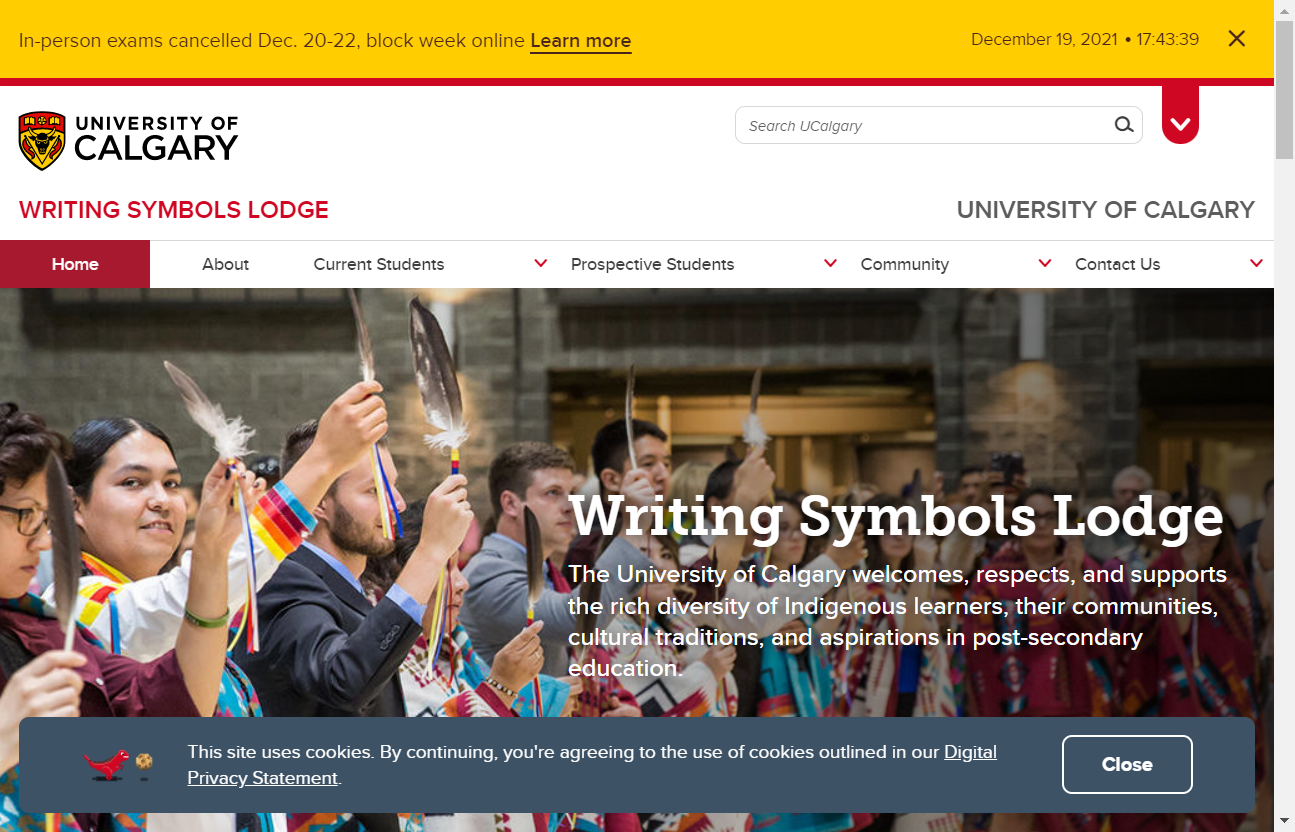 In-person exams cancelled Dec. 20-22, block week online Learn more
December 19, 2021 • 17:43:39
UNIVERSITY OF
CALGARY
Search UCalgary
WRITING SYMBOLS LODGE
UNIVERSITY OF CALGARY
Home About Current Students Prospective Students Community Contact Us
Writing Symbols Lodge
The University of Calgary welcomes, respects, and supports
the rich diversity of Indigenous learners, their communities,
cultural traditions, and aspirations in post-secondary
education.
This site uses cookies. By continuing, you're agreeing to the use of cookies outlined in our Digital
Privacy Statement.
Close